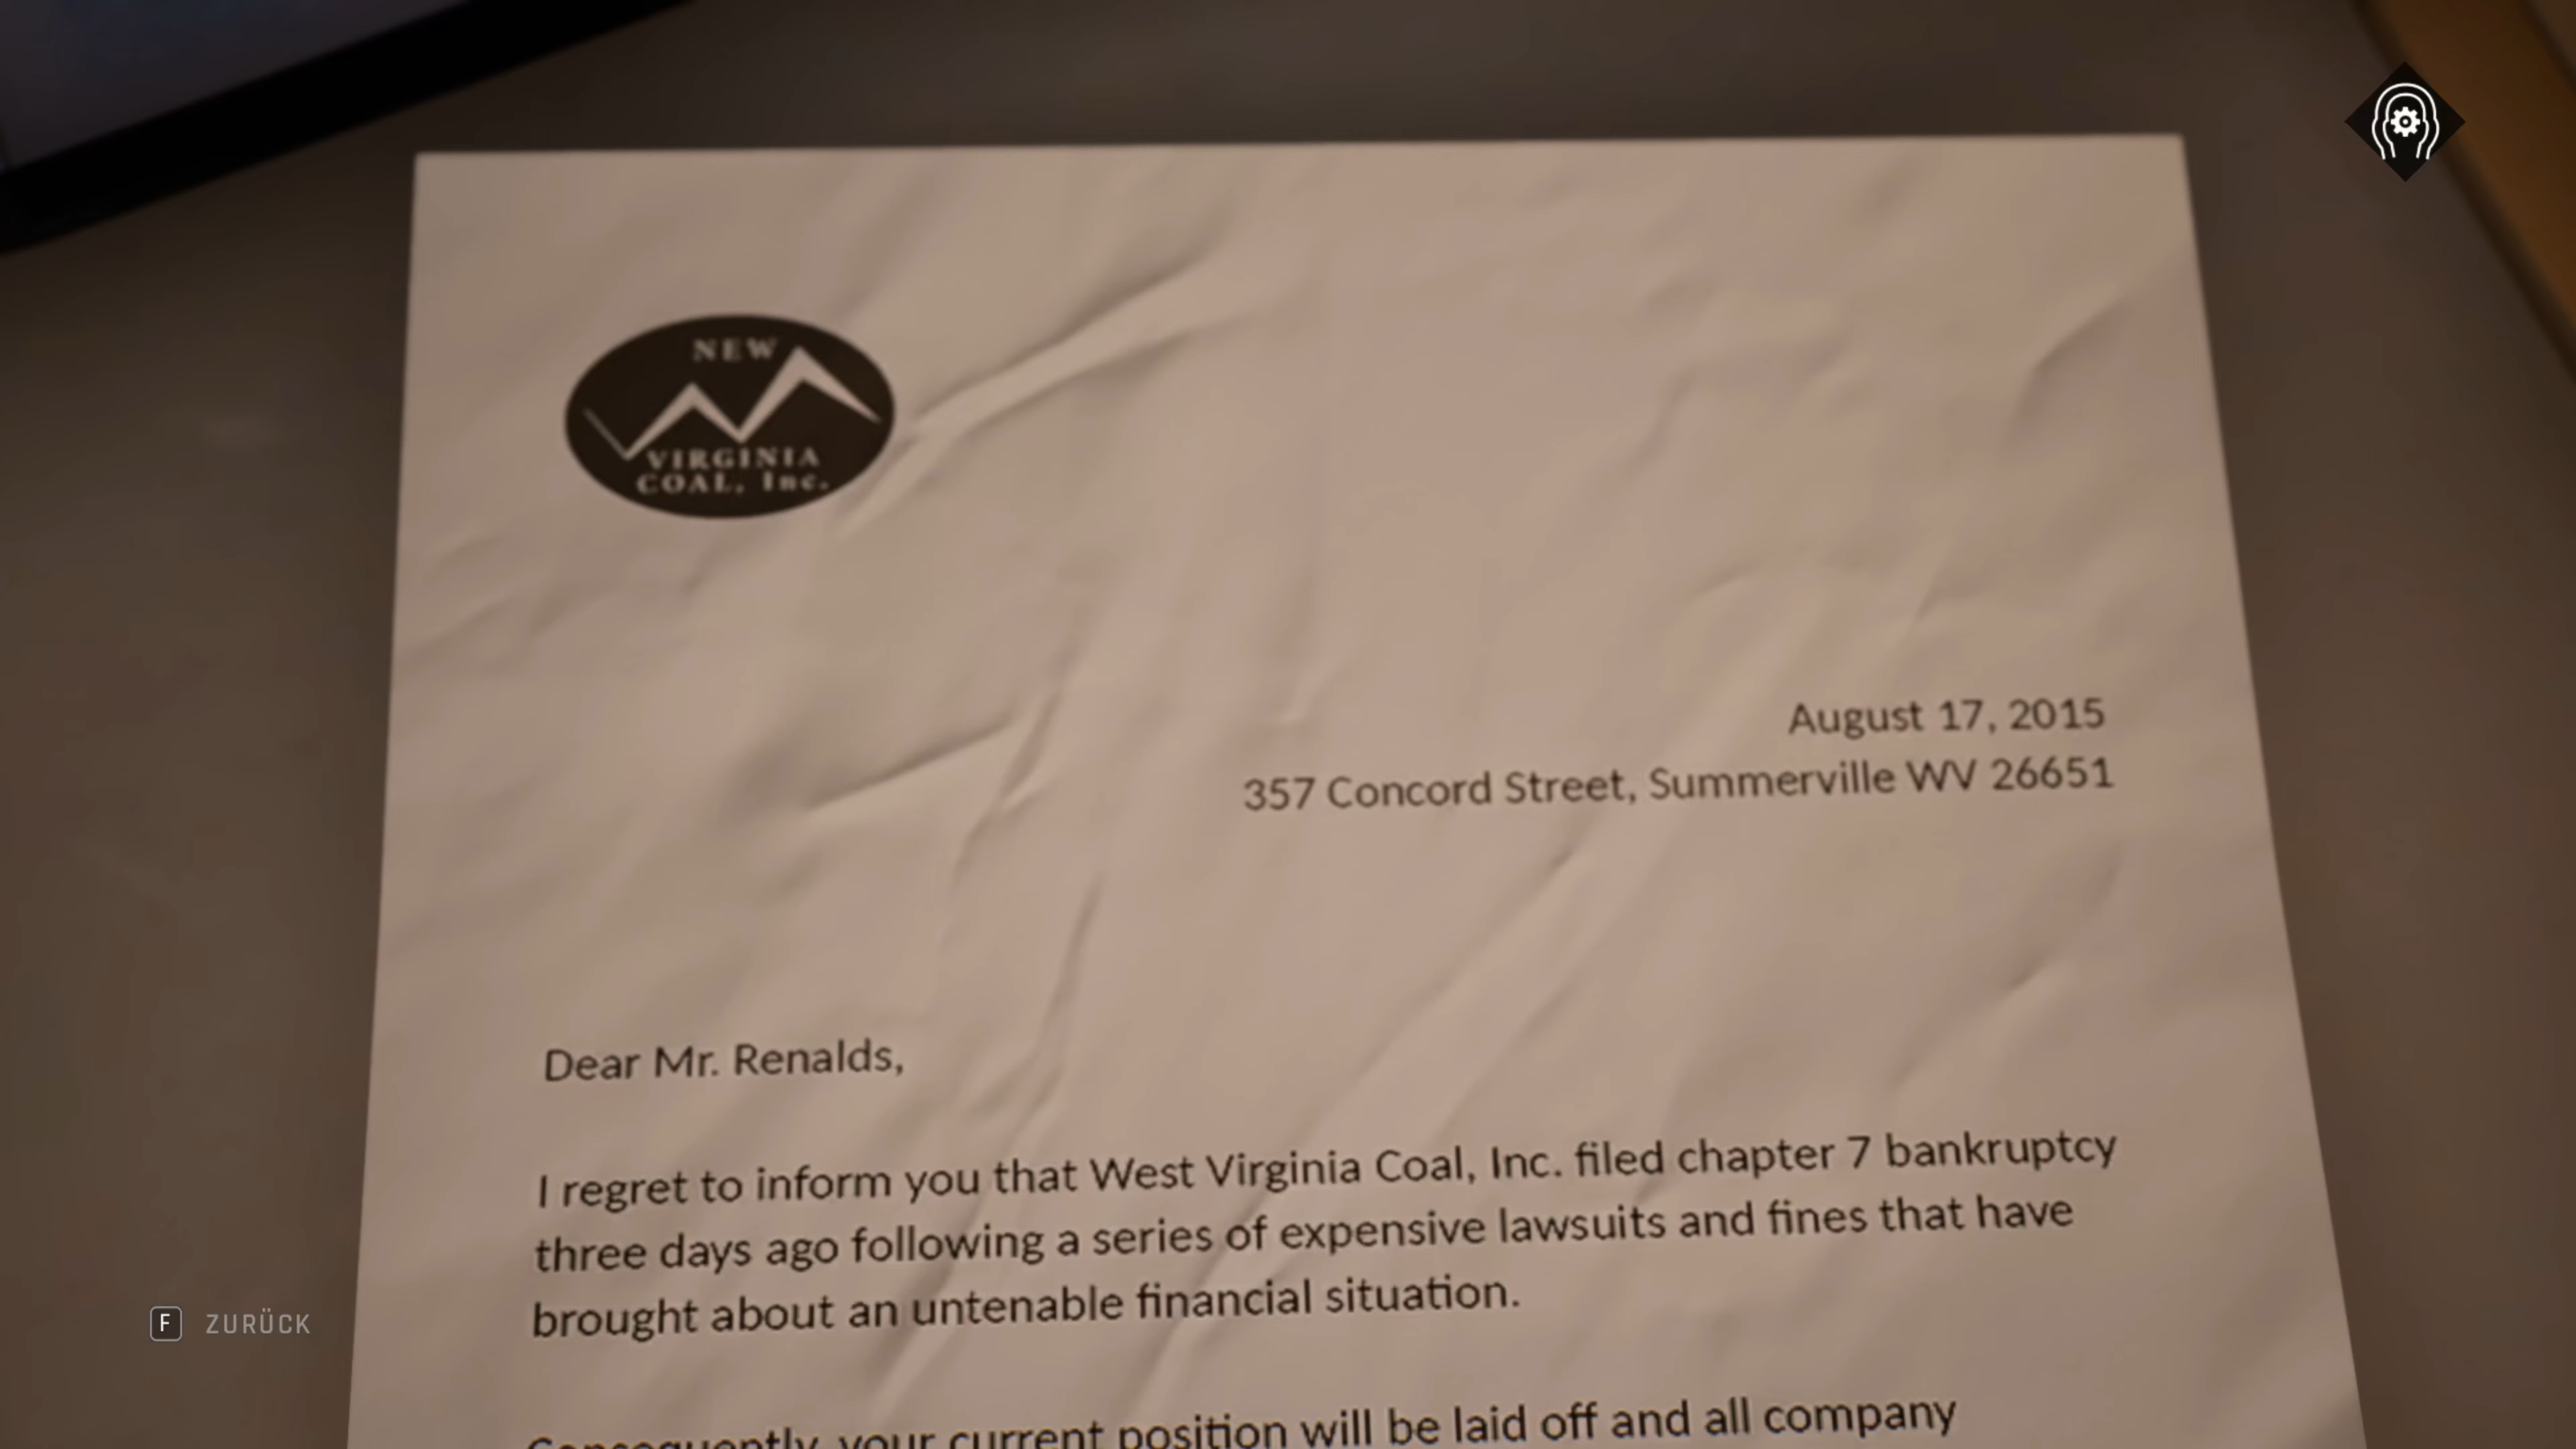 NEW
VIRGINIA
COAL, Inc.
August 17, 2015
357 Concord Street, Summerville WV 26651
Dear Mr. Renalds,
I regret to inform you that West Virginia Coal, Inc. filed chapter 7 bankruptcy
three days ago following a series of expensive lawsuits and fines that have
brought about an untenable financial situation.
Consequently, your current position will be laid off and all company
F ZURÜCK